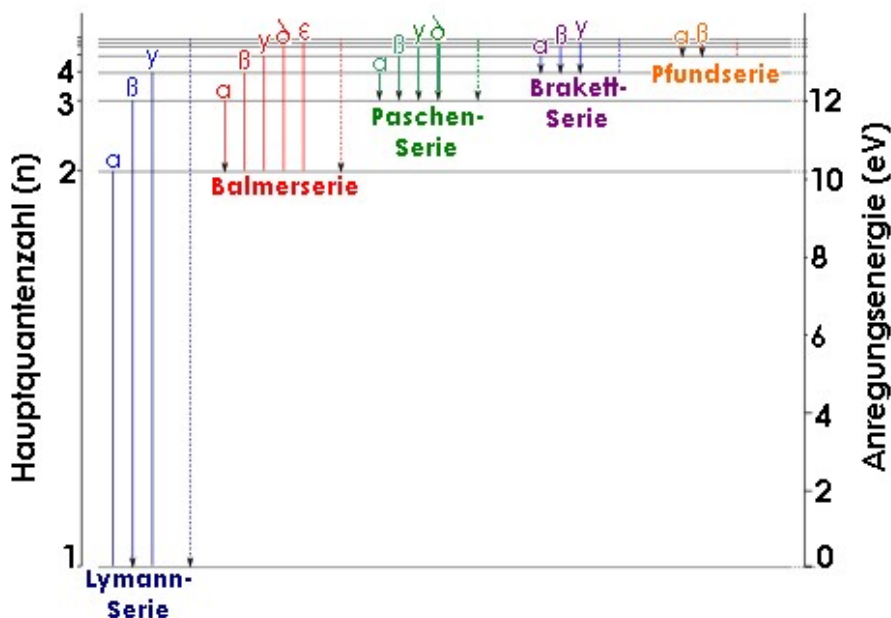 Hauptquantenzahl (n)
4
3
2
1
α
β
γ
α
β
γ
δ
ε
α
β
γ
δ
α
β
γ
α
β
Lymann-
Serie
Balmerserie
Paschen-
Serie
Brakett-
Serie
Pfundserie
12
10
8
6
4
2
0
Anregungsenergie (eV)